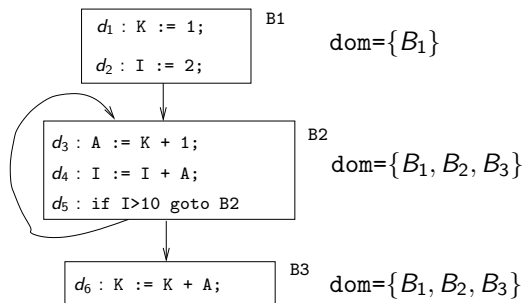 d₁ : K := 1; B1
d₂ : I := 2;
dom={B₁}
d₃ : A := K + 1; B2
d₄ : I := I + A;
d₅ : if I>10 goto B2
dom={B₁, B₂, B₃}
d₆ : K := K + A; B3
dom={B₁, B₂, B₃}